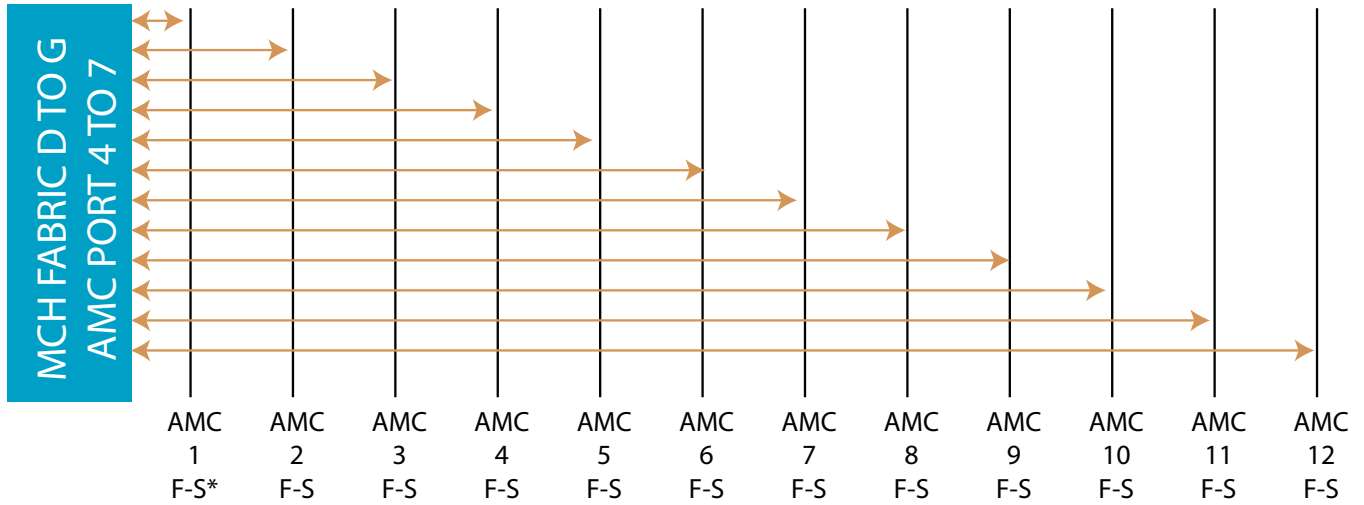 MCH FABRIC D TO G
AMC PORT 4 TO 7
AMC AMC AMC AMC AMC AMC AMC AMC AMC AMC AMC AMC
1 2 3 4 5 6 7 8 9 10 11 12
F-S* F-S F-S F-S F-S F-S F-S F-S F-S F-S F-S F-S